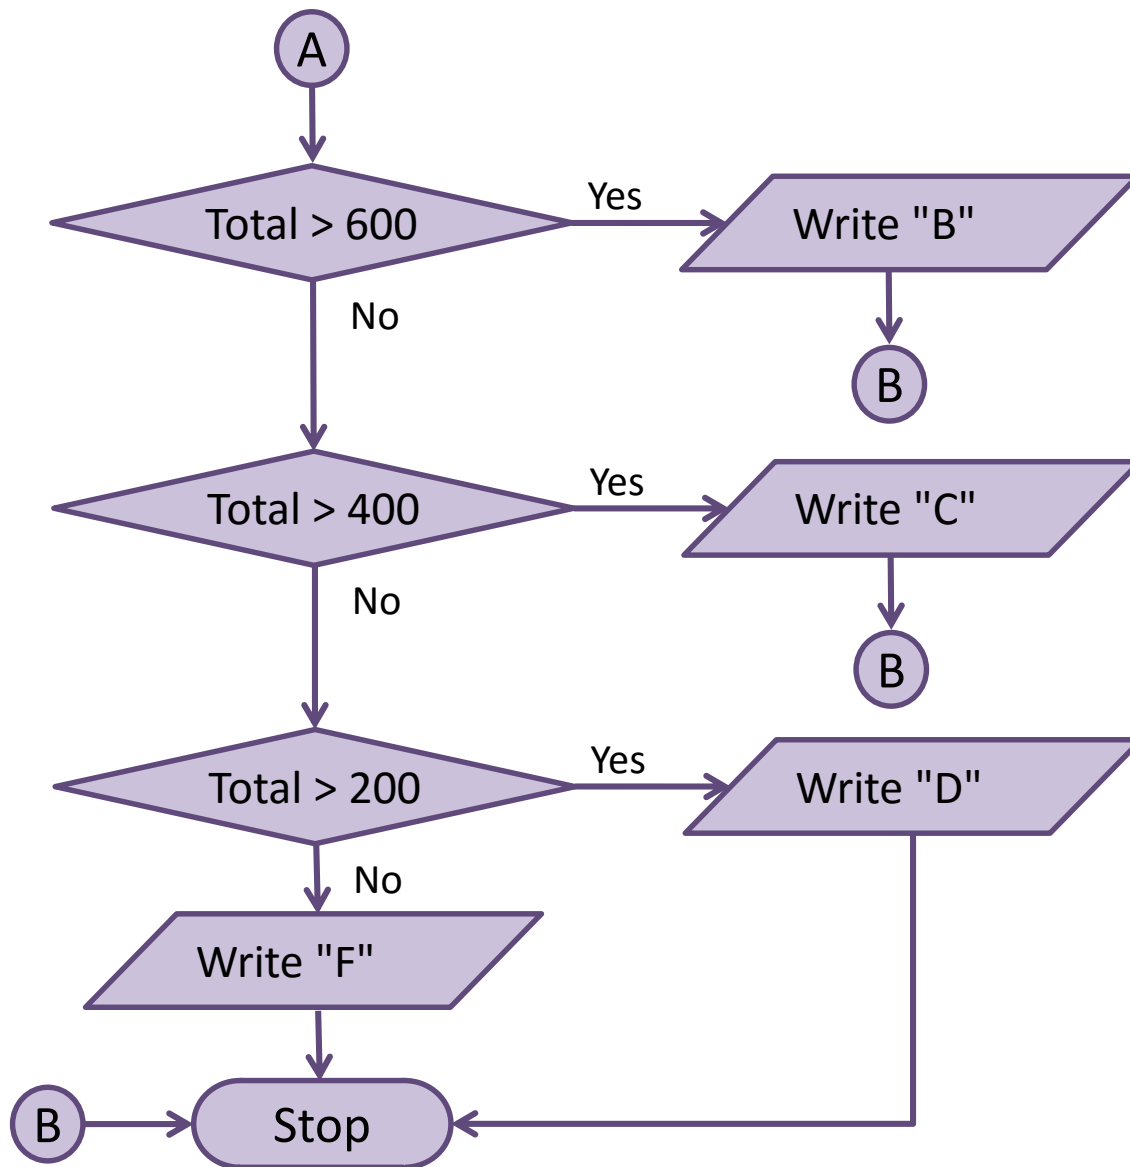 A
Total > 600
Yes
Write "B"
No
B
Total > 400
Yes
Write "C"
No
B
Total > 200
Yes
Write "D"
No
Write "F"
B
Stop